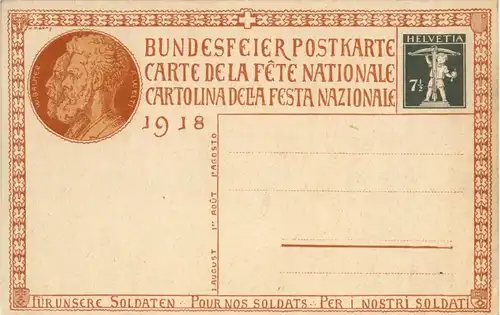 BUNDESFEIER POSTKARTE
CARTE DE LA FÊTE NATIONALE
CARTOLINA DELLA FESTA NAZIONALE
1918
HELVETIA
7½
1. AUGUST 1ER AOÛT 1º AGOSTO
FÜR UNSERE SOLDATEN · POUR NOS SOLDATS · PER I NOSTRI SOLDATI